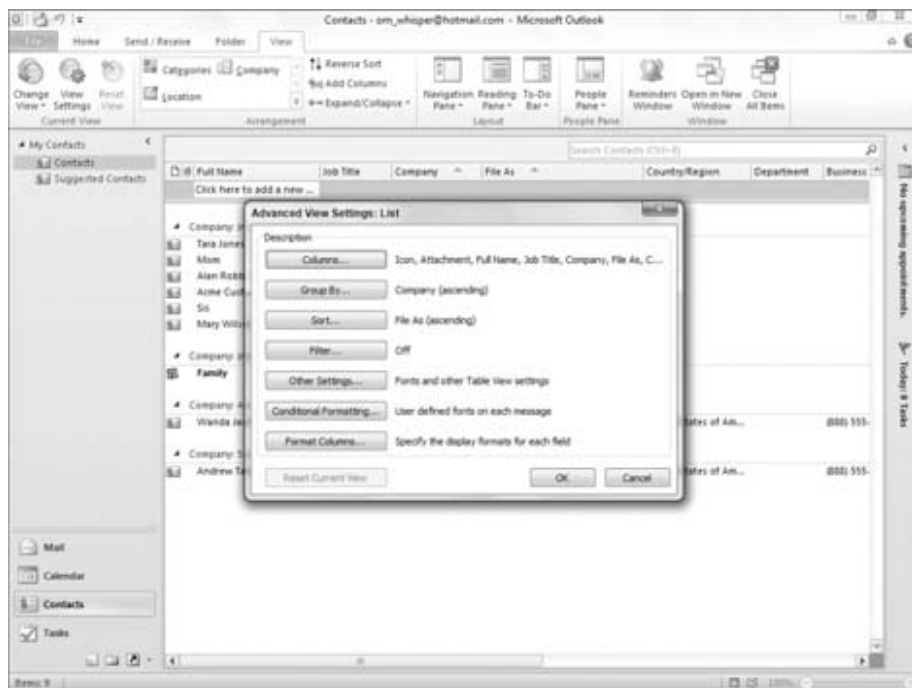 Contacts - om_whisper@hotmail.com - Microsoft Outlook
Home Send / Receive Folder View
Change View View Settings Reset View
Current View
Categories Company
Location
Reverse Sort
Add Columns
Expand/Collapse
Arrangement
Navigation Pane Reading Pane To-Do Bar
Layout
People Pane
People Pane
Reminders Window Open in New Window Close All Items
Window
My Contacts
Contacts
Suggested Contacts
Search Contacts (Ctrl+E)
Full Name Job Title Company File As Country/Region Department Business
Click here to add a new ...
Company:
Tara Jones
Mom
Alan
Acme
Sis
Mary
Company:
Family
Company:
Wanda
tates of Am... (888) 555-
Company:
Andrew
tates of Am... (888) 555-
Advanced View Settings: List
Description
Columns... Icon, Attachment, Full Name, Job Title, Company, File As, C...
Group By... Company (ascending)
Sort... File As (ascending)
Filter... Off
Other Settings... Fonts and other Table View settings
Conditional Formatting... User defined fonts on each message
Format Columns... Specify the display formats for each field
Reset Current View OK Cancel
No upcoming appointments.
Today: 8 Tasks
Mail
Calendar
Contacts
Tasks
Items: 9
100%